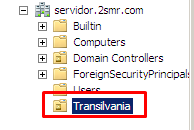 servidor.2smr.com
Builtin
Computers
Domain Controllers
ForeignSecurityPrincipals
Users
Transilvania